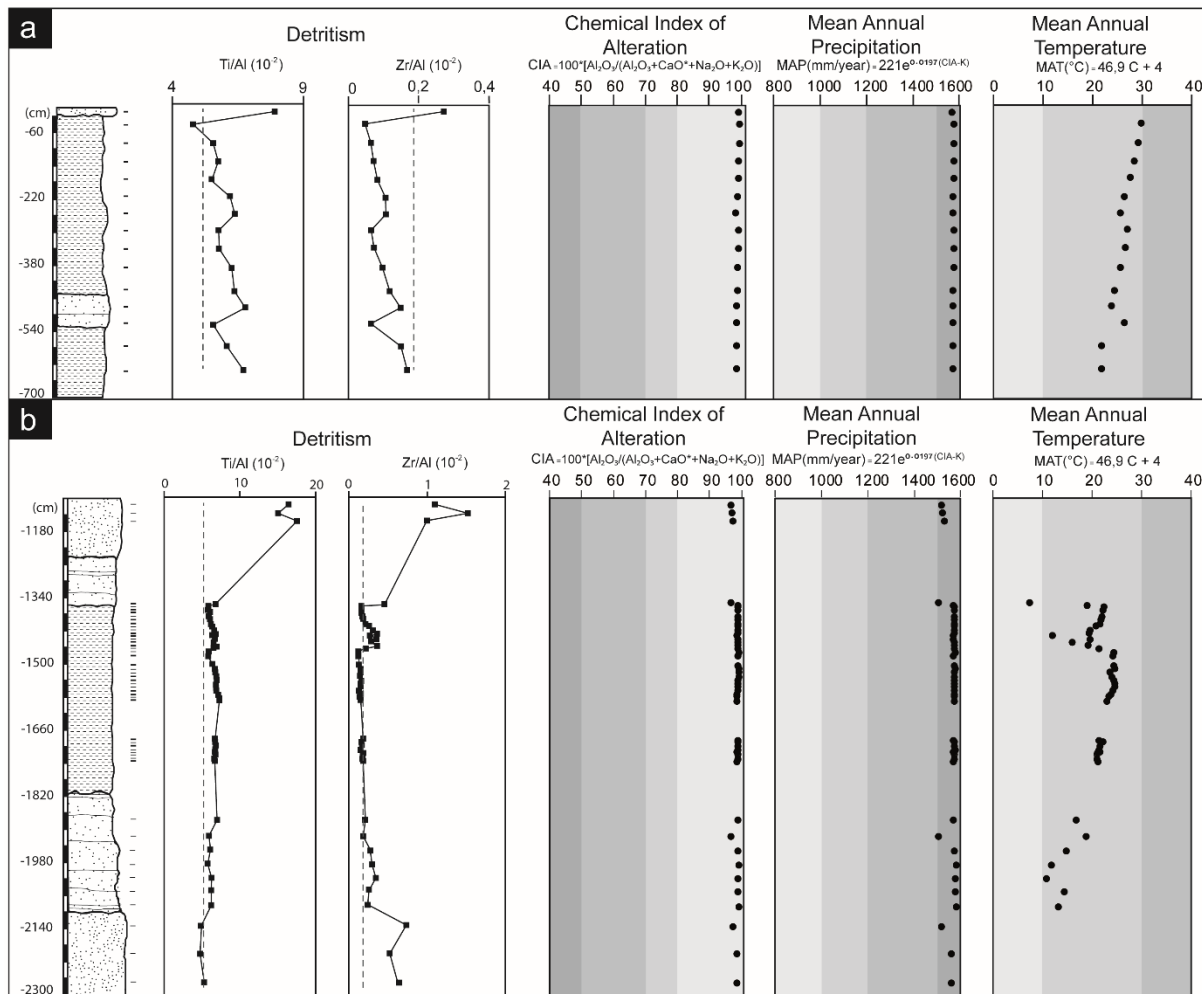 a
Detritism
Ti/Al (10-2)
Zr/Al (10-2)
Chemical Index of
Alteration
CIA =100*[Al2O3/(Al2O3+CaO*+Na2O+K2O)]
Mean Annual
Precipitation
MAP(mm/year) = 221e0.0197(CIA-K)
Mean Annual
Temperature
MAT(°C) = 46,9 C + 4
4 9 0 0,2 0,4 40 50 60 70 80 90 100 800 1000 1200 1400 1600 0 10 20 30 40
(cm)
-60
-220
-380
-540
-700
b
Detritism
Ti/Al (10-2)
Zr/Al (10-2)
Chemical Index of
Alteration
CIA =100*[Al2O3/(Al2O3+CaO*+Na2O+K2O)]
Mean Annual
Precipitation
MAP(mm/year) = 221e0.0197(CIA-K)
Mean Annual
Temperature
MAT(°C) = 46,9 C + 4
0 10 20 0 1 2 40 50 60 70 80 90 100 800 1000 1200 1400 1600 0 10 20 30 40
(cm)
-1180
-1340
-1500
-1660
-1820
-1980
-2140
-2300